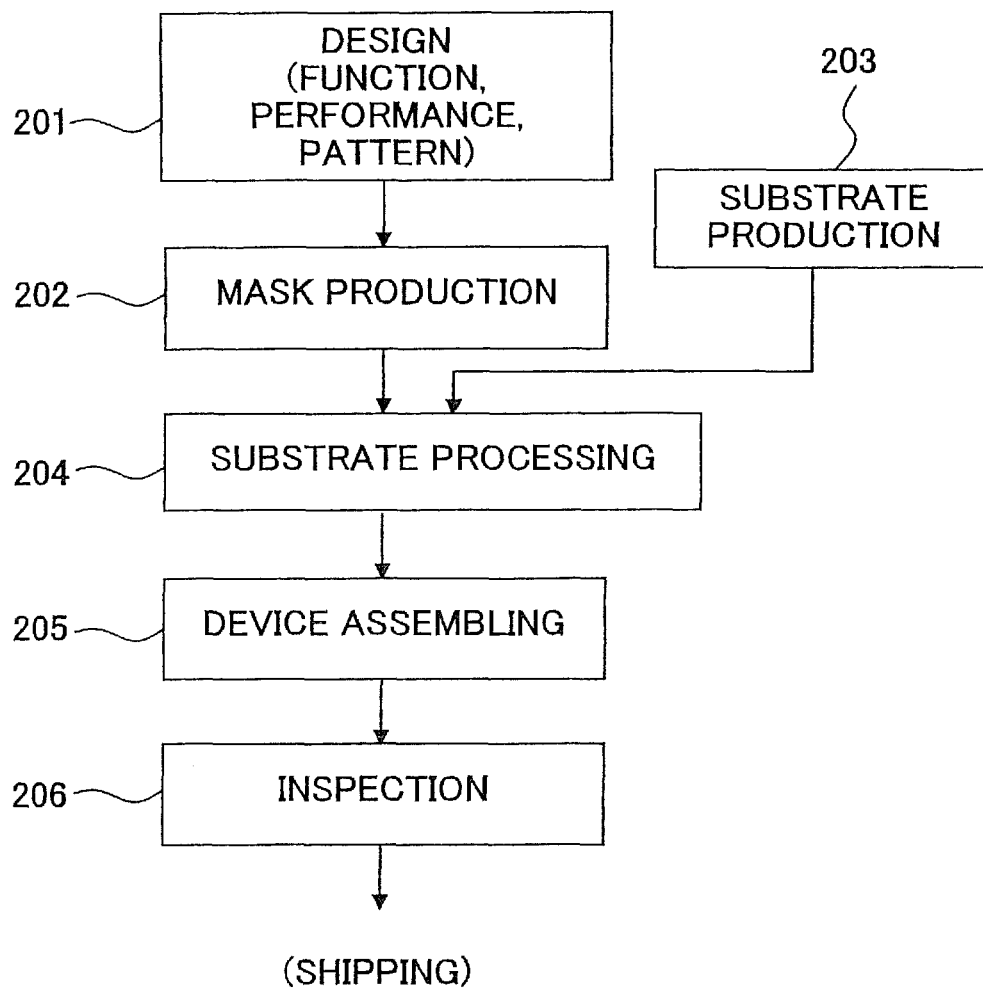 DESIGN
(FUNCTION,
PERFORMANCE,
PATTERN)
201
203
SUBSTRATE
PRODUCTION
202
MASK PRODUCTION
204
SUBSTRATE PROCESSING
205
DEVICE ASSEMBLING
206
INSPECTION
(SHIPPING)